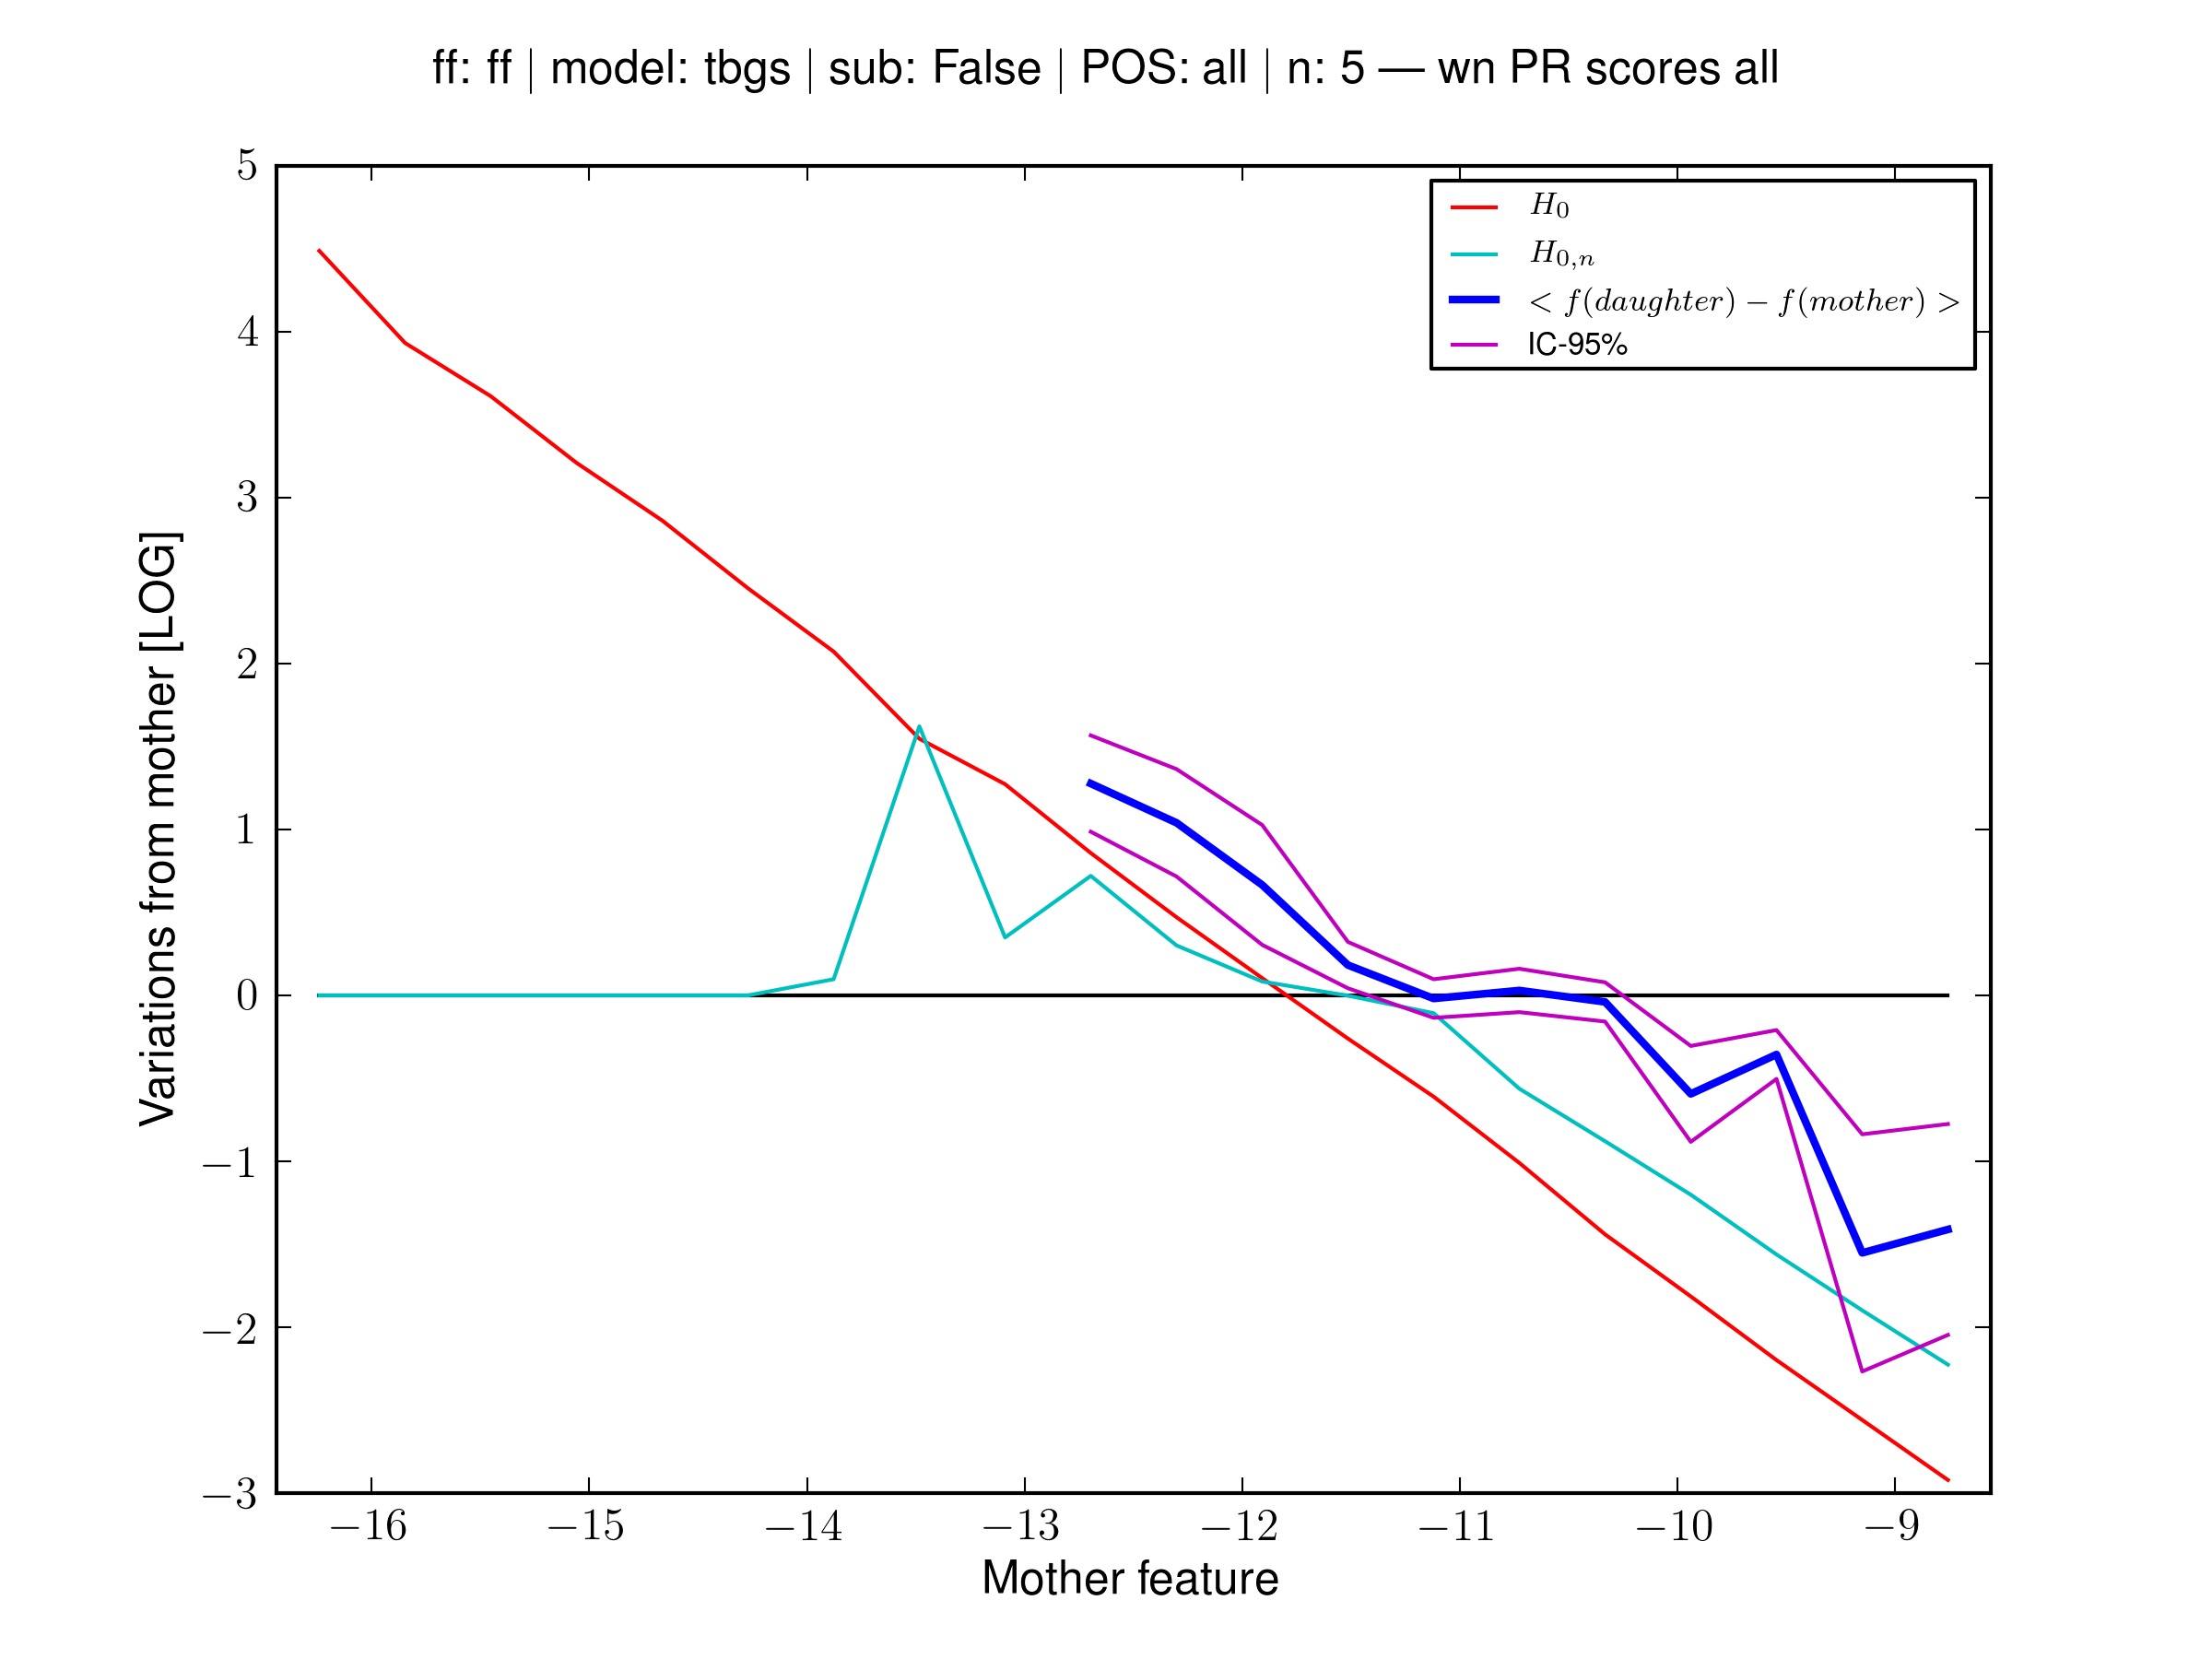 ff: ff | model: tbgs | sub: False | POS: all | n: 5 — wn PR scores all
5
4
3
2
1
0
−1
−2
−3
Variations from mother [LOG]
H0
H0,n
< f(daughter) − f(mother) >
IC-95%
−16 −15 −14 −13 −12 −11 −10 −9
Mother feature